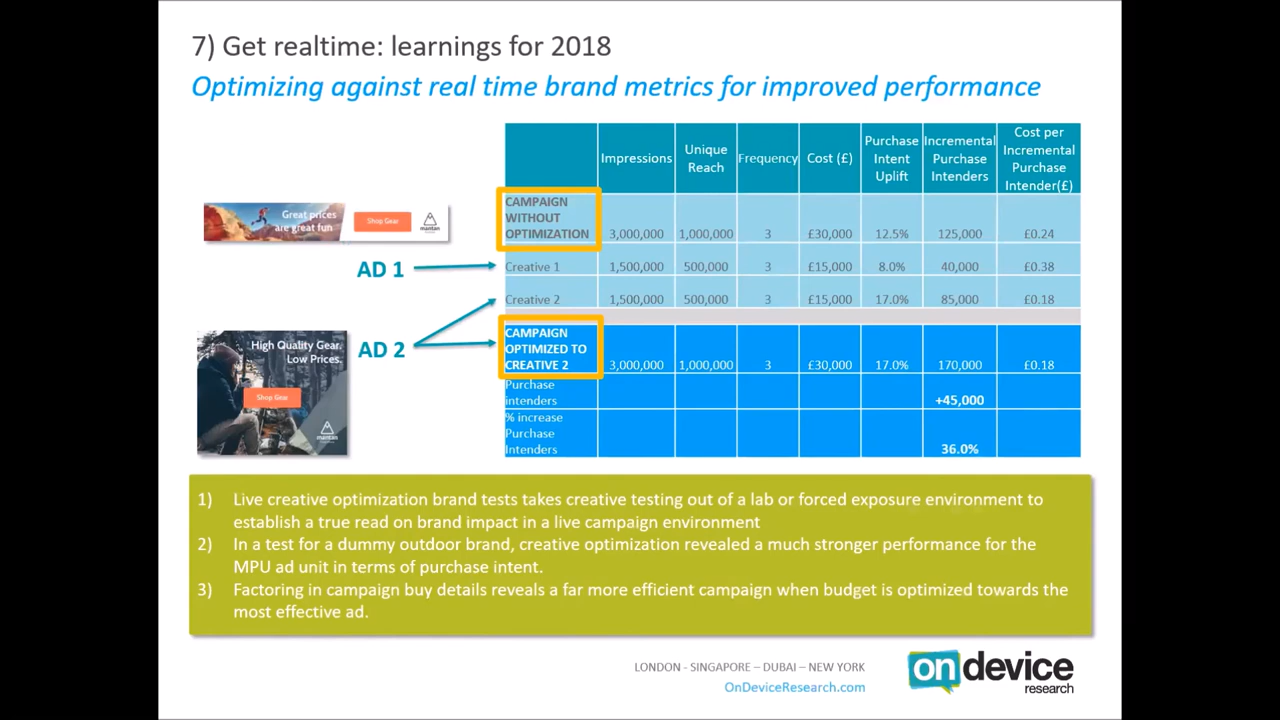 7) Get realtime: learnings for 2018
Optimizing against real time brand metrics for improved performance
Impressions
Unique
Reach
Frequency
Cost (£)
Purchase
Intent
Uplift
Incremental
Purchase
Intenders
Cost per
Incremental
Purchase
Intender(£)
CAMPAIGN
WITHOUT
OPTIMIZATION 3,000,000 1,000,000 3 £30,000 12.5% 125,000 £0.24
Creative 1 1,500,000 500,000 3 £15,000 8.0% 40,000 £0.38
Creative 2 1,500,000 500,000 3 £15,000 17.0% 85,000 £0.18
CAMPAIGN
OPTIMIZED TO
CREATIVE 2 3,000,000 1,000,000 3 £30,000 17.0% 170,000 £0.18
Purchase
intenders +45,000
% increase
Purchase
Intenders 36.0%
Great prices
are great fun
Shop Gear
mantan
AD 1
AD 2
High Quality Gear.
Low Prices.
Shop Gear
mantan
1) Live creative optimization brand tests takes creative testing out of a lab or forced exposure environment to
establish a true read on brand impact in a live campaign environment
2) In a test for a dummy outdoor brand, creative optimization revealed a much stronger performance for the
MPU ad unit in terms of purchase intent.
3) Factoring in campaign buy details reveals a far more efficient campaign when budget is optimized towards the
most effective ad.
LONDON - SINGAPORE – DUBAI – NEW YORK
OnDeviceResearch.com
on device
research